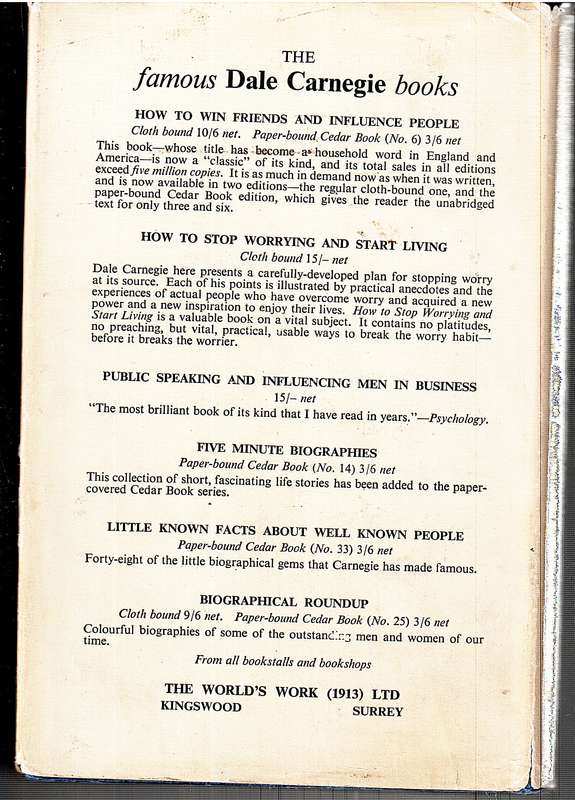 THE
famous Dale Carnegie books
HOW TO WIN FRIENDS AND INFLUENCE PEOPLE
Cloth bound 10/6 net. Paper-bound Cedar Book (No. 6) 3/6 net
This book—whose title has become a household word in England and
America—is now a "classic" of its kind, and its total sales in all editions
exceed five million copies. It is as much in demand now as when it was written,
and is now available in two editions—the regular cloth-bound one, and the
paper-bound Cedar Book edition, which gives the reader the unabridged
text for only three and six.
HOW TO STOP WORRYING AND START LIVING
Cloth bound 15/– net
Dale Carnegie here presents a carefully-developed plan for stopping worry
at its source. Each of his points is illustrated by practical anecdotes and the
experiences of actual people who have overcome worry and acquired a new
power and a new inspiration to enjoy their lives. How to Stop Worrying and
Start Living is a valuable book on a vital subject. It contains no platitudes,
no preaching, but vital, practical, usable ways to break the worry habit—
before it breaks the worrier.
PUBLIC SPEAKING AND INFLUENCING MEN IN BUSINESS
15/– net
"The most brilliant book of its kind that I have read in years."—Psychology.
FIVE MINUTE BIOGRAPHIES
Paper-bound Cedar Book (No. 14) 3/6 net
This collection of short, fascinating life stories has been added to the paper-
covered Cedar Book series.
LITTLE KNOWN FACTS ABOUT WELL KNOWN PEOPLE
Paper-bound Cedar Book (No. 33) 3/6 net
Forty-eight of the little biographical gems that Carnegie has made famous.
BIOGRAPHICAL ROUNDUP
Cloth bound 9/6 net. Paper-bound Cedar Book (No. 25) 3/6 net
Colourful biographies of some of the outstanding men and women of our
time.
From all bookstalls and bookshops
THE WORLD'S WORK (1913) LTD
KINGSWOOD SURREY